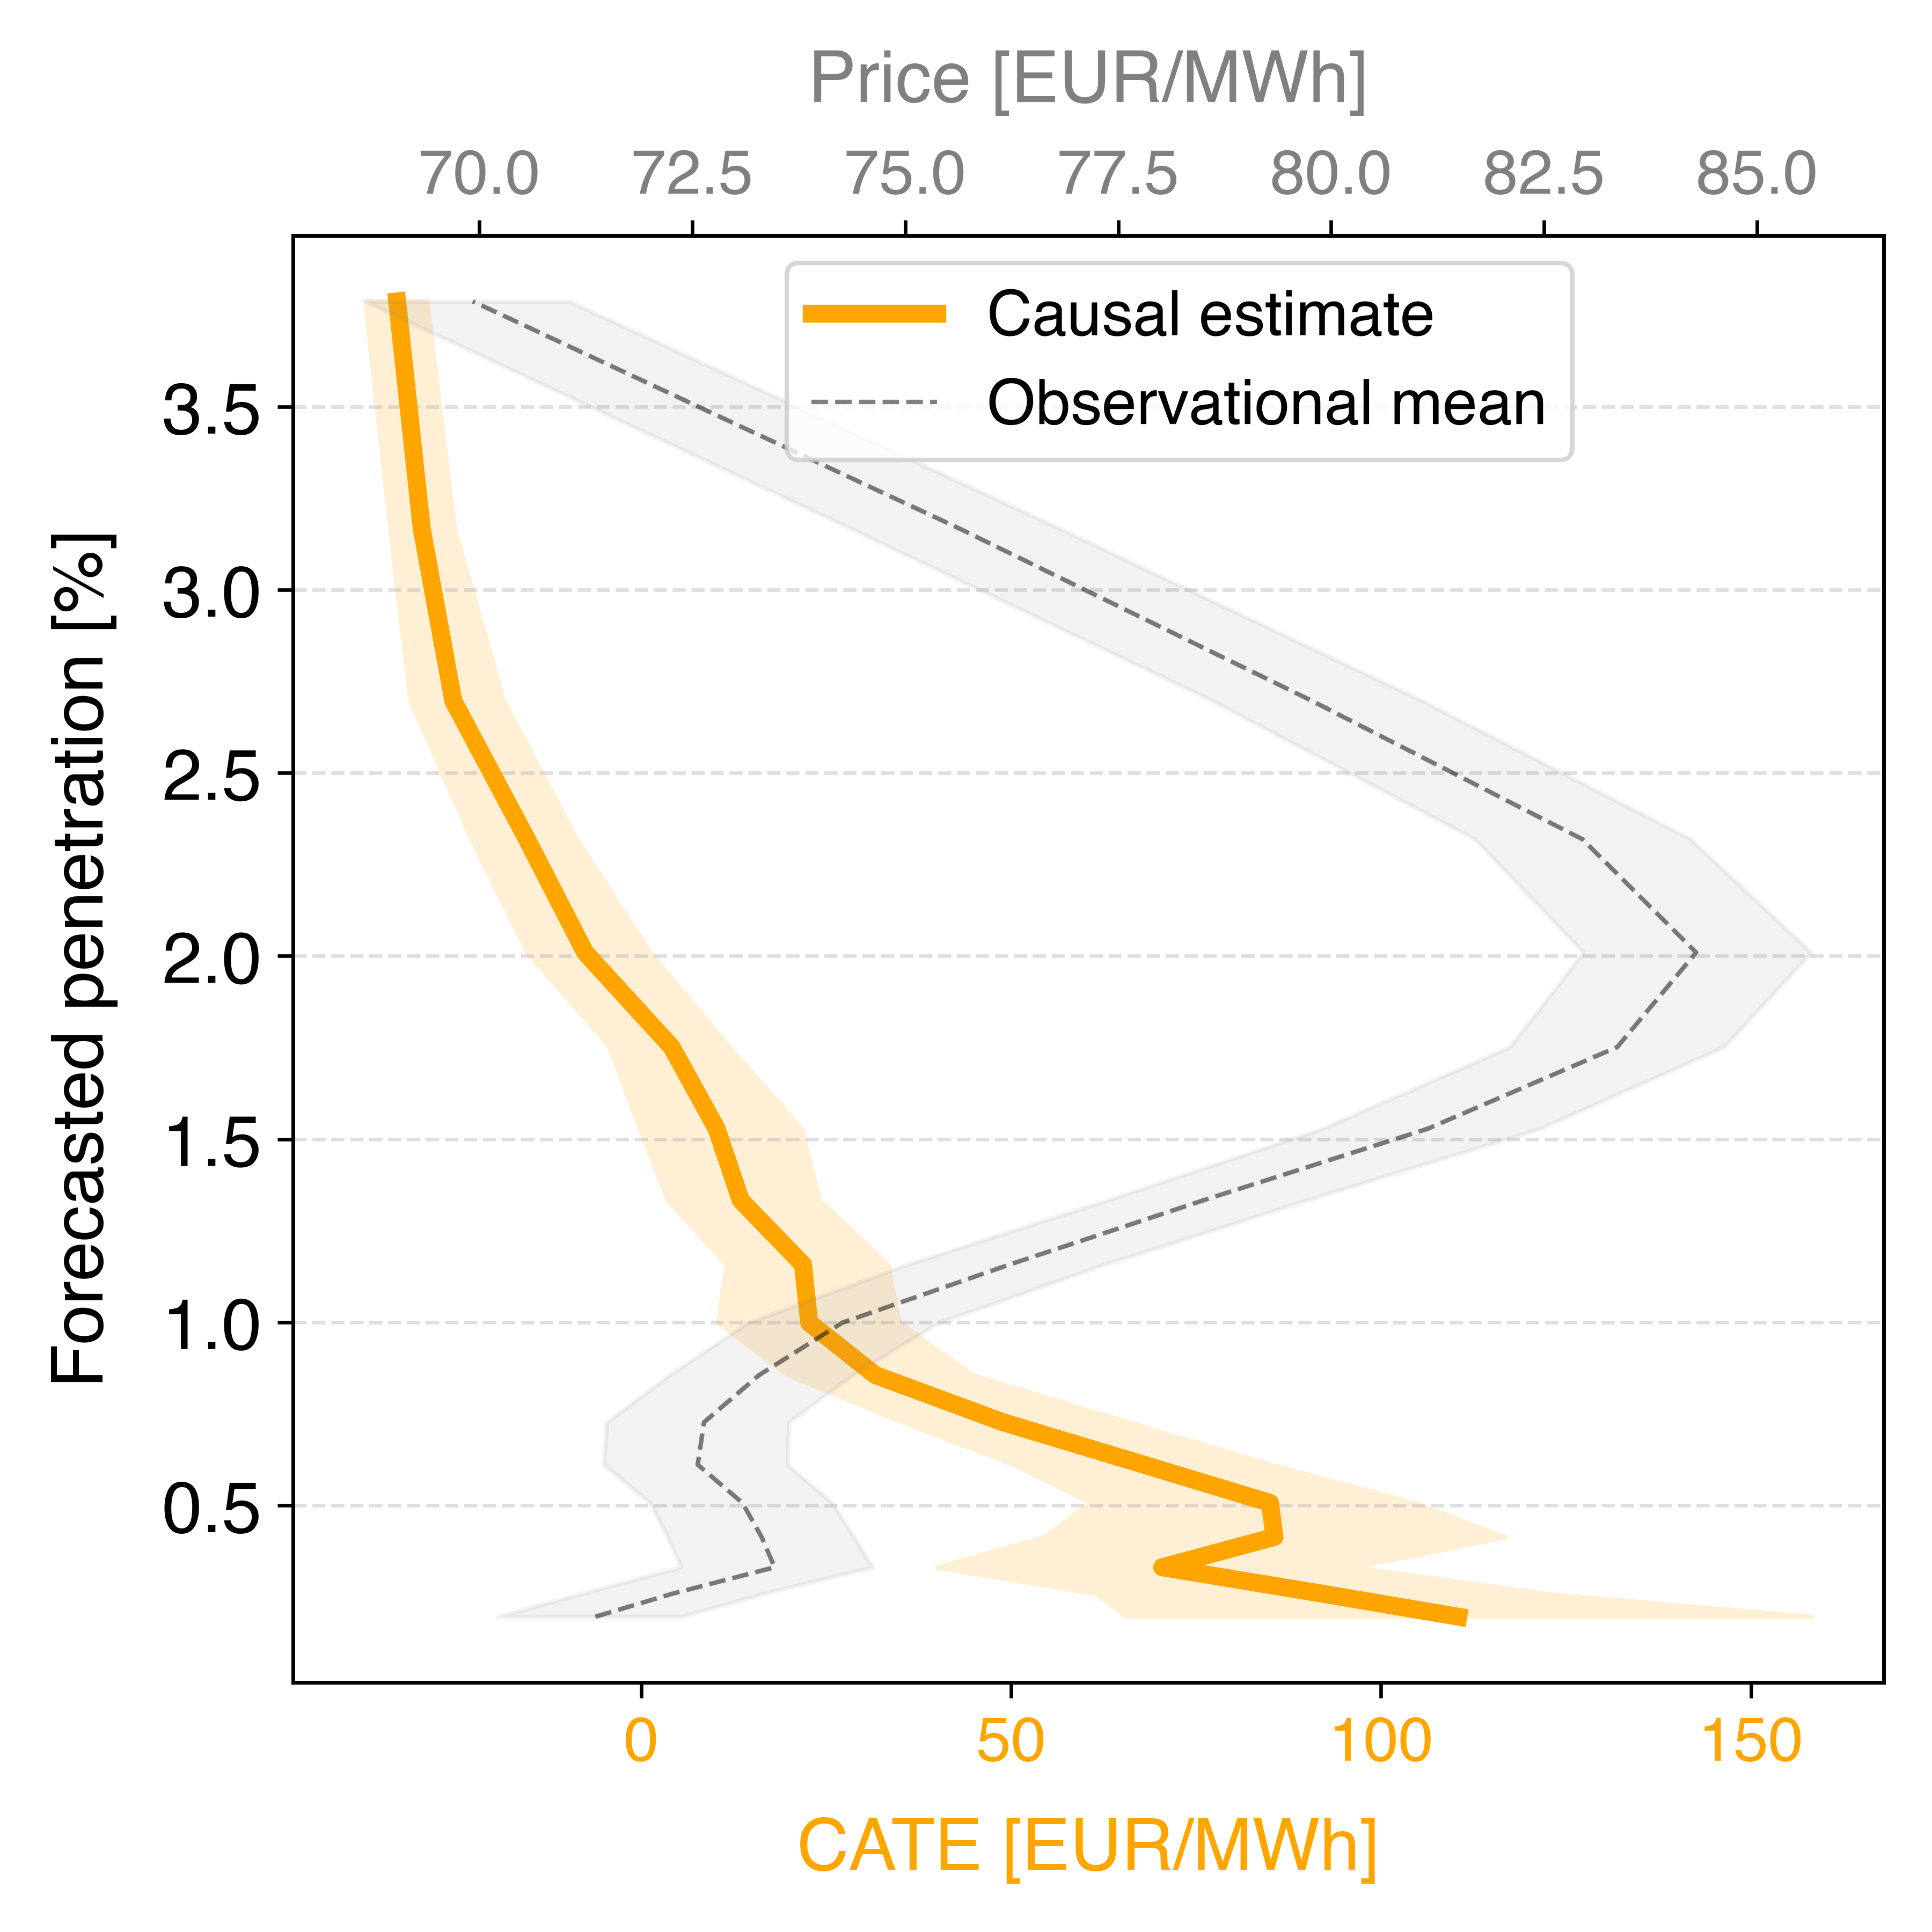 Price [EUR/MWh]
70.0 72.5 75.0 77.5 80.0 82.5 85.0
Causal estimate
Observational mean
Forecasted penetration [%]
3.5
3.0
2.5
2.0
1.5
1.0
0.5
0 50 100 150
CATE [EUR/MWh]